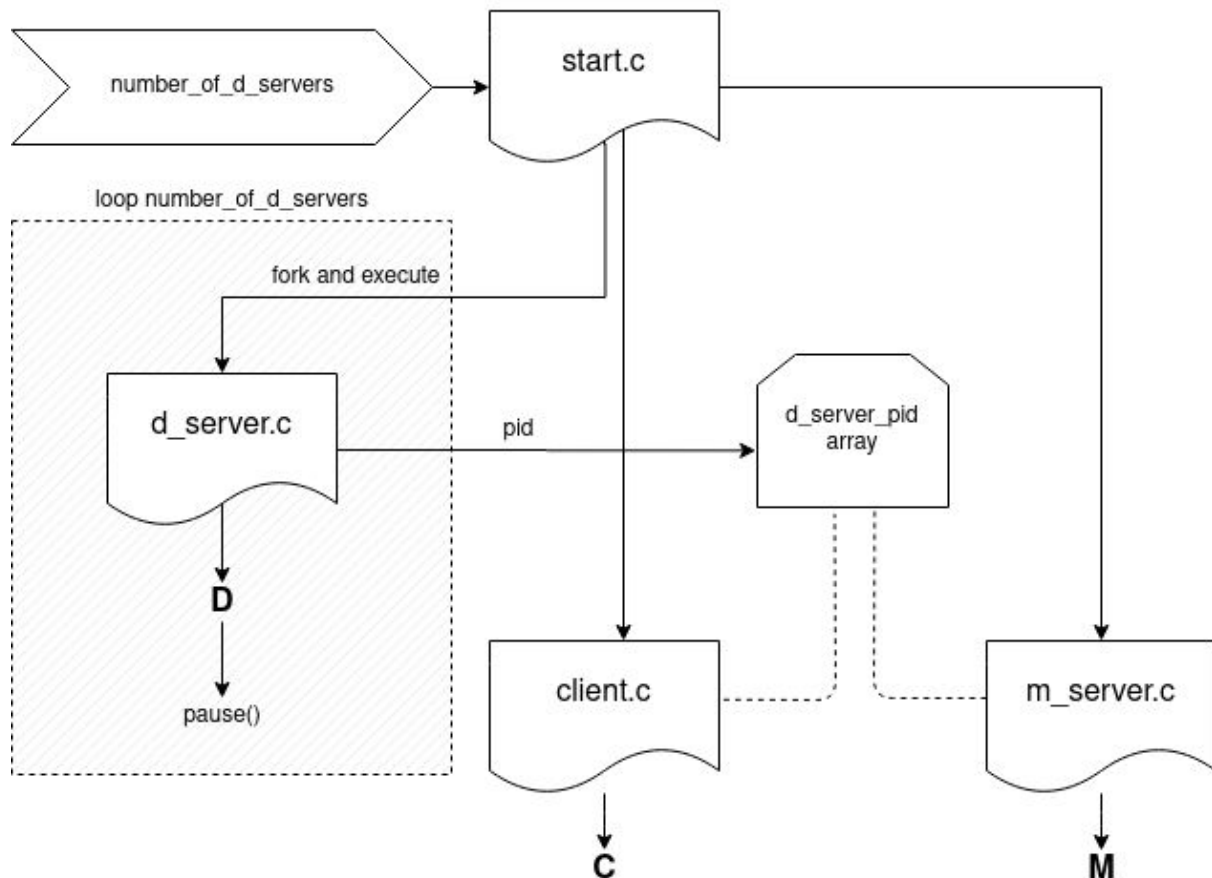 number_of_d_servers
start.c
loop number_of_d_servers
fork and execute
d_server.c
pid
d_server_pid
array
D
pause()
client.c
m_server.c
C
M